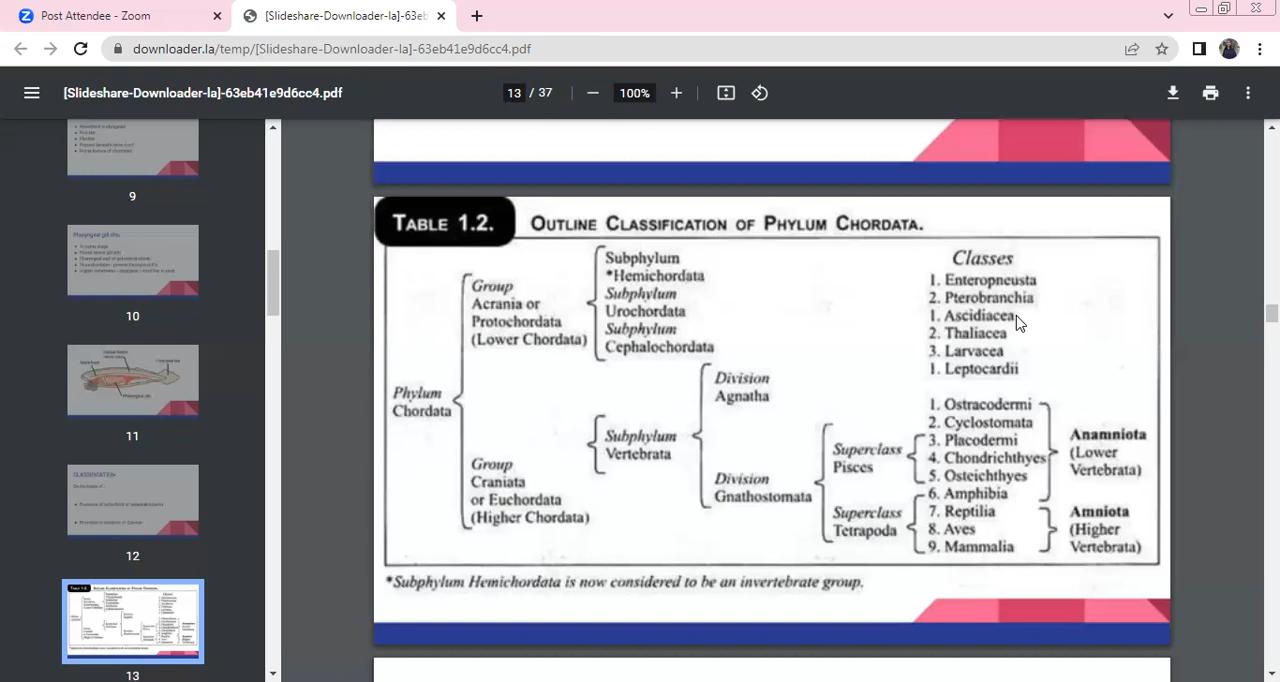 Post Attendee - Zoom
[Slideshare-Downloader-la]-63eb
downloader.la/temp/[Slideshare-Downloader-la]-63eb41e9d6cc4.pdf
[Slideshare-Downloader-la]-63eb41e9d6cc4.pdf
13 / 37
100%
9
Pharyngeal gill slits:
10
11
CLASSIFICATION
12
13
TABLE 1.2. OUTLINE CLASSIFICATION OF PHYLUM CHORDATA.
Phylum
Chordata
Group
Acrania or
Protochordata
(Lower Chordata)
Subphylum
*Hemichordata
Subphylum
Urochordata
Subphylum
Cephalochordata
Group
Craniata
or Euchordata
(Higher Chordata)
Subphylum
Vertebrata
Division
Agnatha
Division
Gnathostomata
Superclass
Pisces
Superclass
Tetrapoda
Classes
1. Enteropneusta
2. Pterobranchia
1. Ascidiacea
2. Thaliacea
3. Larvacea
1. Leptocardii
1. Ostracodermi
2. Cyclostomata
3. Placodermi
4. Chondrichthyes
5. Osteichthyes
6. Amphibia
7. Reptilia
8. Aves
9. Mammalia
Anamniota
(Lower
Vertebrata)
Amniota
(Higher
Vertebrata)
*Subphylum Hemichordata is now considered to be an invertebrate group.